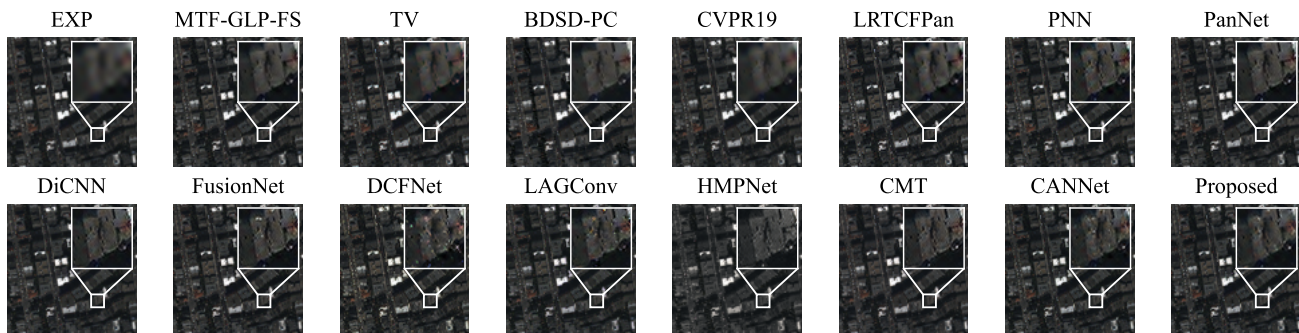 EXP MTF-GLP-FS TV BDSD-PC CVPR19 LRTCFPan PNN PanNet
DiCNN FusionNet DCFNet LAGConv HMPNet CMT CANNet Proposed